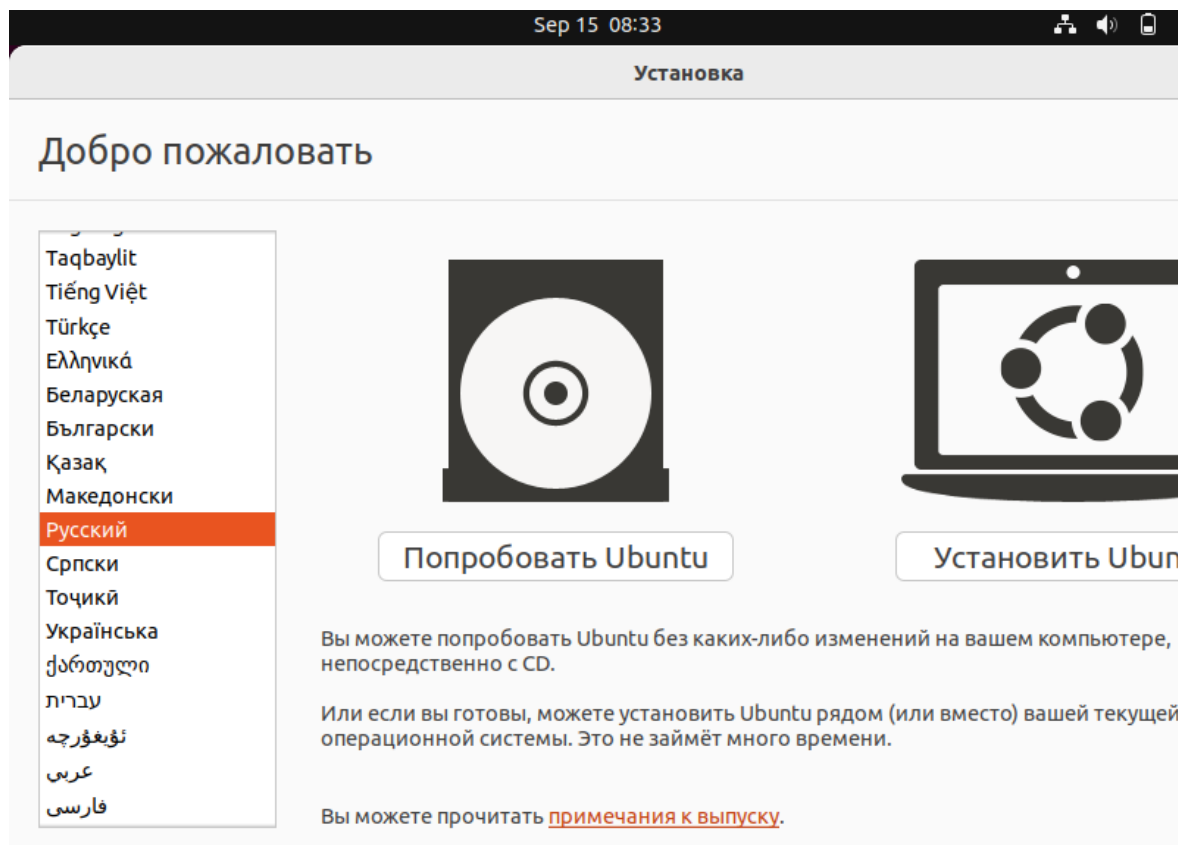 Sep 15 08:33
Установка
Добро пожаловать
Taqbaylit
Tiếng Việt
Türkçe
Ελληνικά
Беларуская
Български
Қазақ
Македонски
Русский
Српски
Тоҷикӣ
Українська
ქართული
עברית
ئۇيغۇرچە
عربي
فارسی
Попробовать Ubuntu
Установить Ubun
Вы можете попробовать Ubuntu без каких-либо изменений на вашем компьютере,
непосредственно с CD.
Или если вы готовы, можете установить Ubuntu рядом (или вместо) вашей текущей
операционной системы. Это не займёт много времени.
Вы можете прочитать примечания к выпуску.